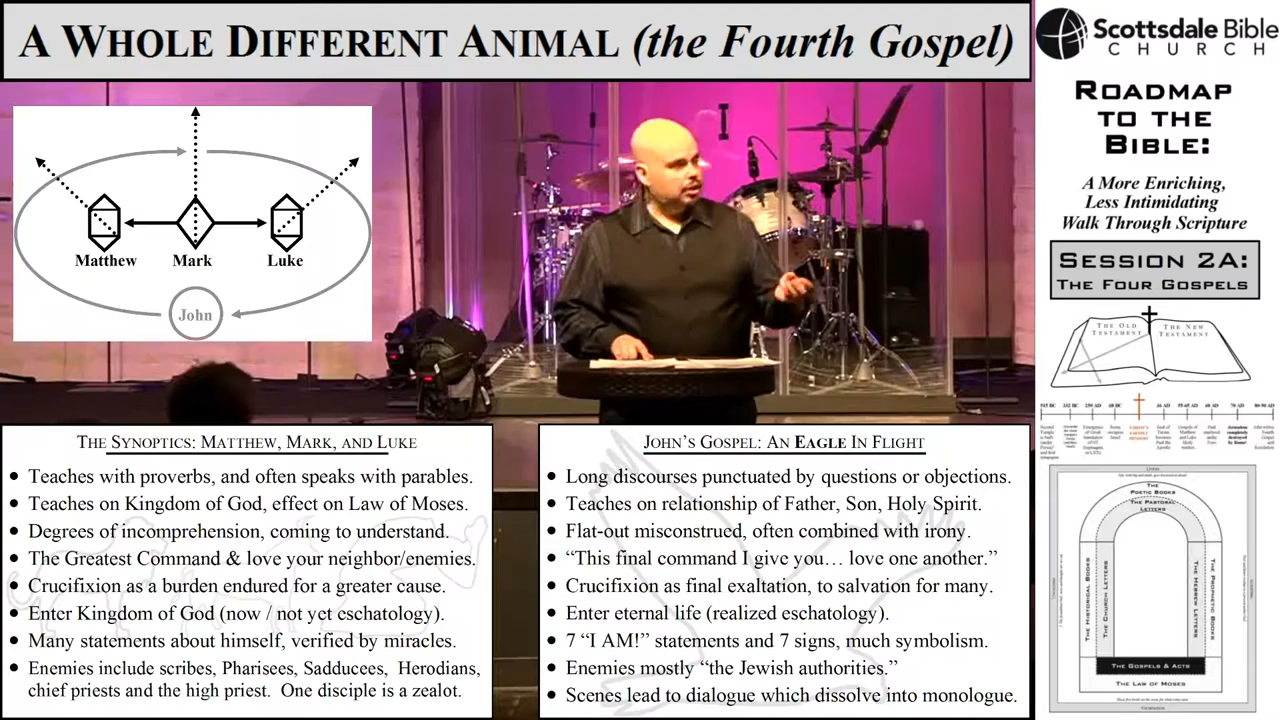 A WHOLE DIFFERENT ANIMAL (the Fourth Gospel)
Matthew
Mark
Luke
John
THE SYNOPTICS: MATTHEW, MARK, AND LUKE
• Teaches with proverbs, and often speaks with parables.
• Teaches on Kingdom of God, effect on Law of Moses.
• Degrees of incomprehension, coming to understand.
• The Greatest Command & love your neighbor/enemies.
• Crucifixion as a burden endured for a greater cause.
• Enter Kingdom of God (now / not yet eschatology).
• Many statements about himself, verified by miracles.
• Enemies include scribes, Pharisees, Sadducees, Herodians,
chief priests and the high priest. One disciple is a zealot.
JOHN'S GOSPEL: AN EAGLE IN FLIGHT
• Long discourses punctuated by questions or objections.
• Teaches on relationship of Father, Son, Holy Spirit.
• Flat-out misconstrued, often combined with irony.
• “This final command I give you… love one another.”
• Crucifixion as final exaltation, to salvation for many.
• Enter eternal life (realized eschatology).
• 7 “I AM!” statements and 7 signs, much symbolism.
• Enemies mostly “the Jewish authorities.”
• Scenes lead to dialogue which dissolve into monologue.
Scottsdale Bible
CHURCH
ROADMAP
TO THE
BIBLE:
A More Enriching,
Less Intimidating
Walk Through Scripture
SESSION 2A:
THE FOUR GOSPELS
THE OLD
TESTAMENT
THE NEW
TESTAMENT
THE
POETIC BOOKS
THE PASTORAL
LETTERS
THE HISTORICAL BOOKS
THE CHURCH LETTERS
THE HEBREW LETTERS
THE PROPHETIC BOOKS
THE GOSPELS & ACTS
THE LAW OF MOSES